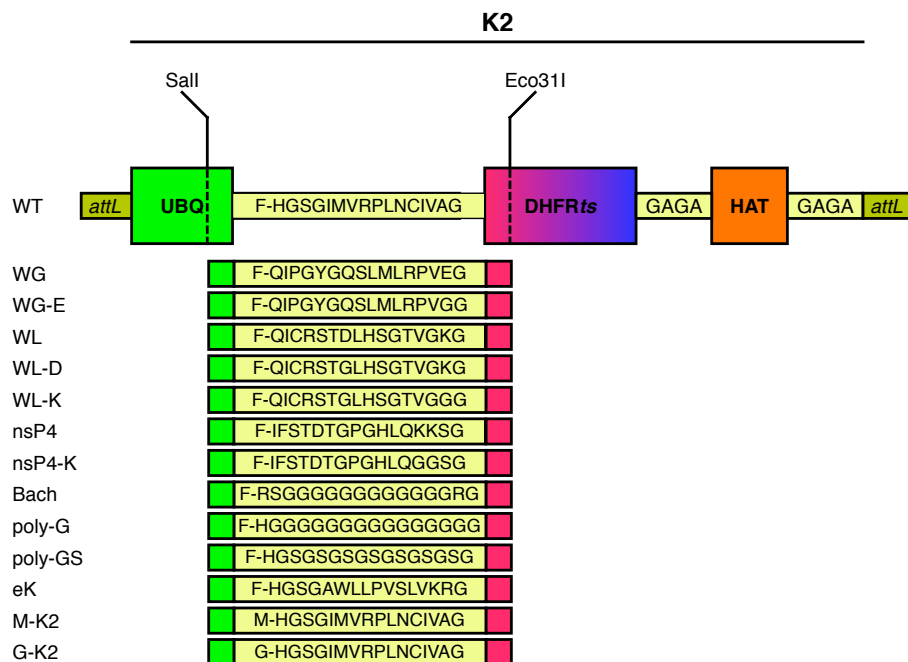 K2
SalI Eco31I
WT attL UBQ F-HGSGIMVRPLNCIVAG DHFRts GAGA HAT GAGA attL
WG F-QIPGYGQSLMLRPVEG
WG-E F-QIPGYGQSLMLRPVGG
WL F-QICRSTDLHSGTVGKG
WL-D F-QICRSTGLHSGTVGKG
WL-K F-QICRSTGLHSGTVGGG
nsP4 F-IFSTDTGPGHLQKKSG
nsP4-K F-IFSTDTGPGHLQGGSG
Bach F-RSGGGGGGGGGGGGRG
poly-G F-HGGGGGGGGGGGGGGG
poly-GS F-HGSGSGSGSGSGSGSG
eK F-HGSGAWLLPVSLVKRG
M-K2 M-HGSGIMVRPLNCIVAG
G-K2 G-HGSGIMVRPLNCIVAG